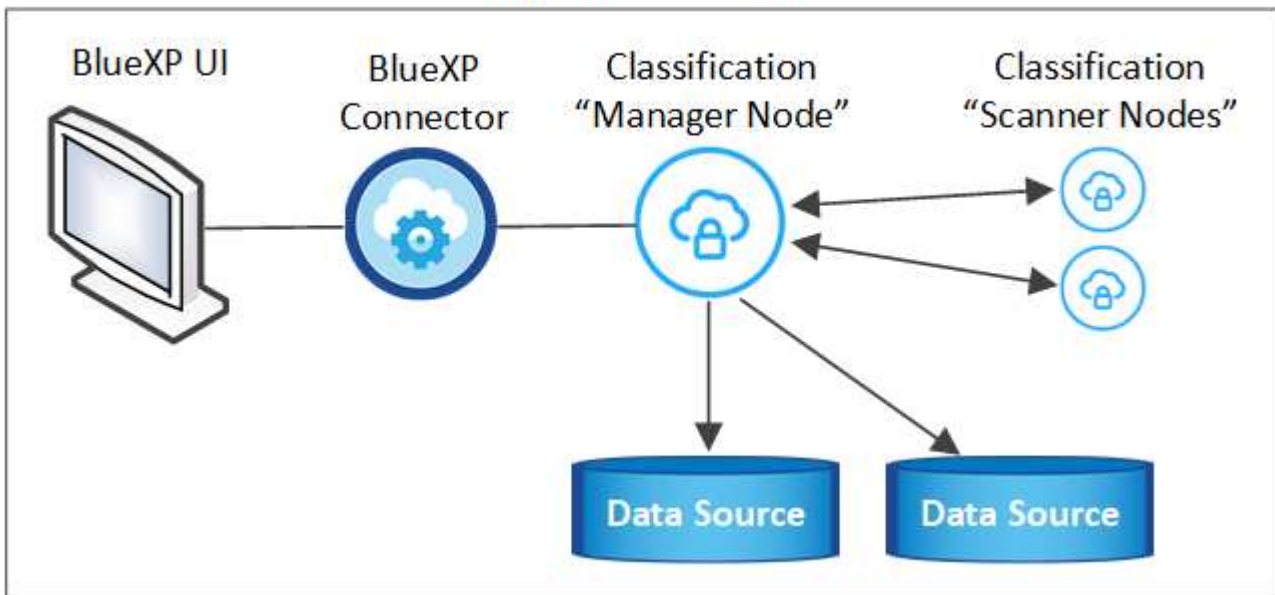 BlueXP UI
BlueXP
Connector
Classification
“Manager Node”
Classification
“Scanner Nodes”
Data Source
Data Source